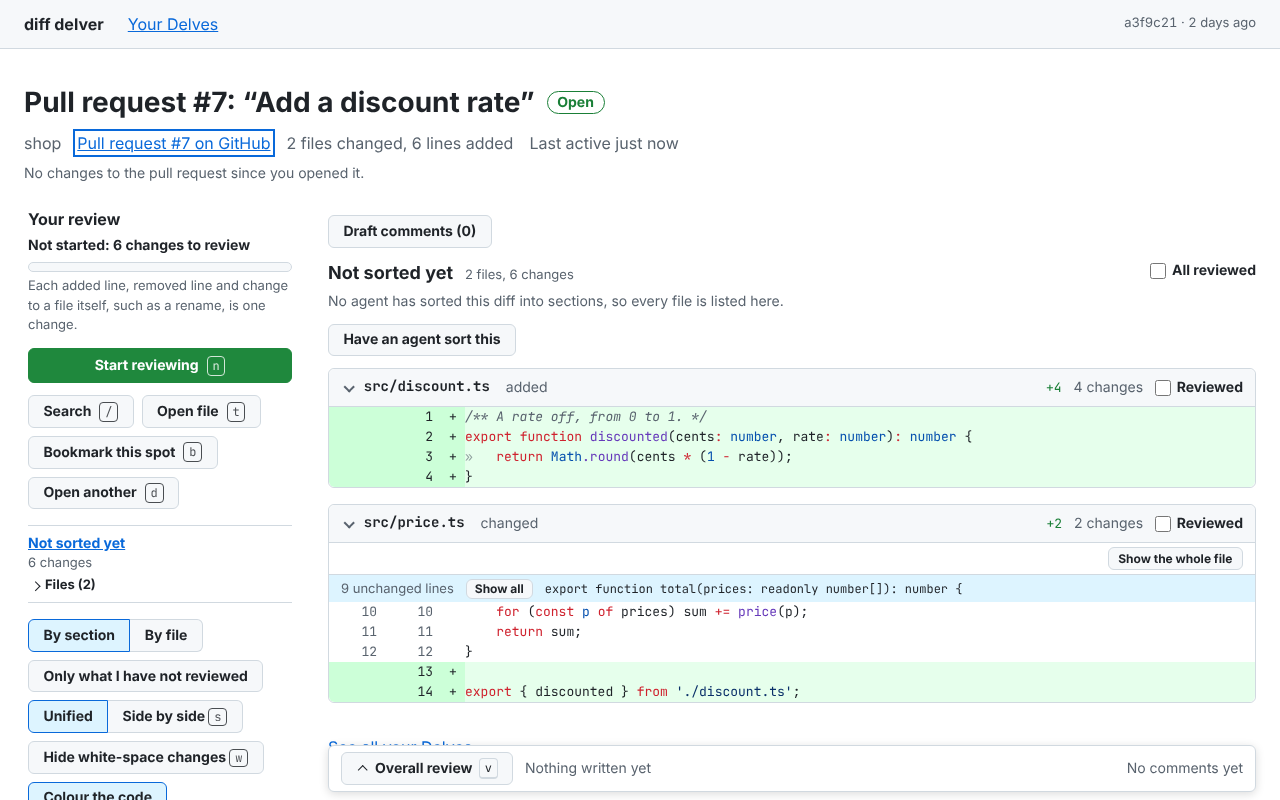 diff delver Your Delves a3f9c21 · 2 days ago
Pull request #7: “Add a discount rate” Open
shop Pull request #7 on GitHub 2 files changed, 6 lines added Last active just now
No changes to the pull request since you opened it.
Your review
Not started: 6 changes to review
Each added line, removed line and change
to a file itself, such as a rename, is one
change.
Start reviewing n
Search / Open file t
Bookmark this spot b
Open another d
Not sorted yet
6 changes
Files (2)
By section By file
Only what I have not reviewed
Unified Side by side s
Hide white-space changes w
Colour the code
Draft comments (0)
Not sorted yet 2 files, 6 changes All reviewed
No agent has sorted this diff into sections, so every file is listed here.
Have an agent sort this
src/discount.ts added +4 4 changes Reviewed
1 + /** A rate off, from 0 to 1. */
2 + export function discounted(cents: number, rate: number): number {
3 + » return Math.round(cents * (1 - rate));
4 + }
src/price.ts changed +2 2 changes Reviewed
Show the whole file
9 unchanged lines Show all export function total(prices: readonly number[]): number {
10 10 for (const p of prices) sum += price(p);
11 11 return sum;
12 12 }
13 +
14 + export { discounted } from './discount.ts';
See all your Delves
Overall review v Nothing written yet No comments yet